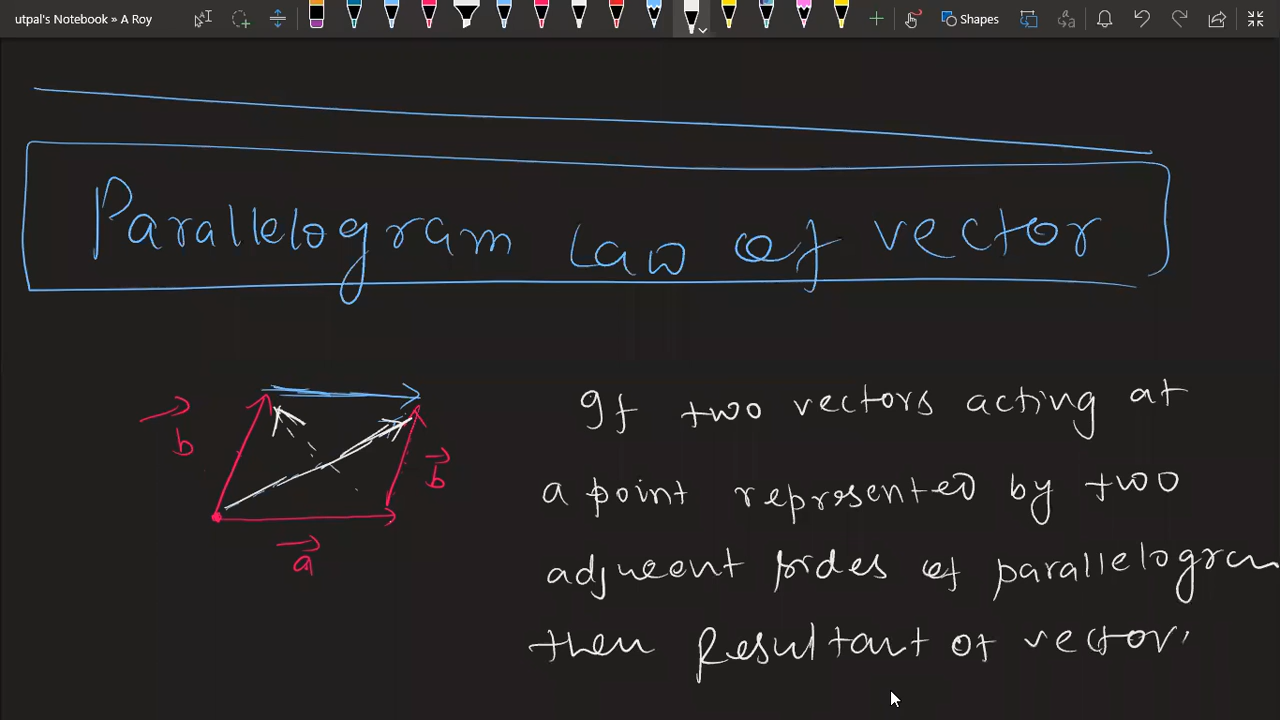 utpal's Notebook » A Roy
Shapes
Parallelogram Law of vector
b
b
a
If two vectors acting at
a point represented by two
adjucent sides of parallelogram
then Resultant of vector